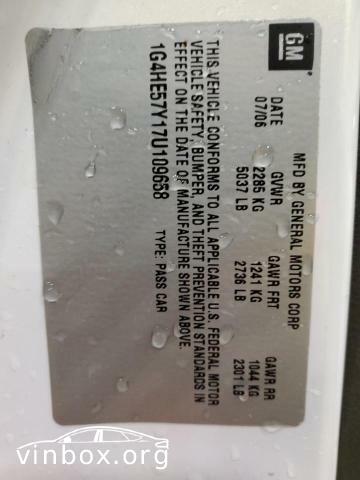 GM
MFD BY GENERAL MOTORS CORP
DATE GVWR GAWR FRT GAWR RR
07/06 2285 KG 1241 KG 1044 KG
5037 LB 2736 LB 2301 LB
THIS VEHICLE CONFORMS TO ALL APPLICABLE U.S. FEDERAL MOTOR
VEHICLE SAFETY, BUMPER, AND THEFT PREVENTION STANDARDS IN
EFFECT ON THE DATE OF MANUFACTURE SHOWN ABOVE.
1G4HE57Y17U109658 TYPE: PASS CAR
vinbox.org